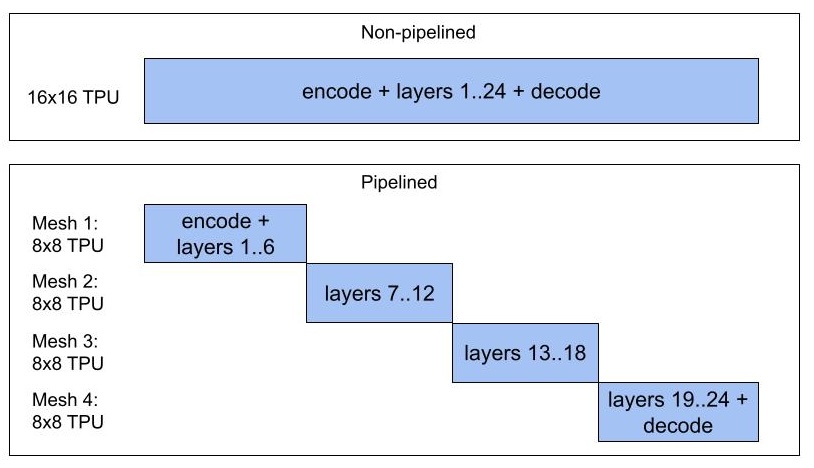 Non-pipelined
16x16 TPU
encode + layers 1..24 + decode
Pipelined
Mesh 1:
8x8 TPU
encode +
layers 1..6
Mesh 2:
8x8 TPU
layers 7..12
Mesh 3:
8x8 TPU
layers 13..18
Mesh 4:
8x8 TPU
layers 19..24 +
decode